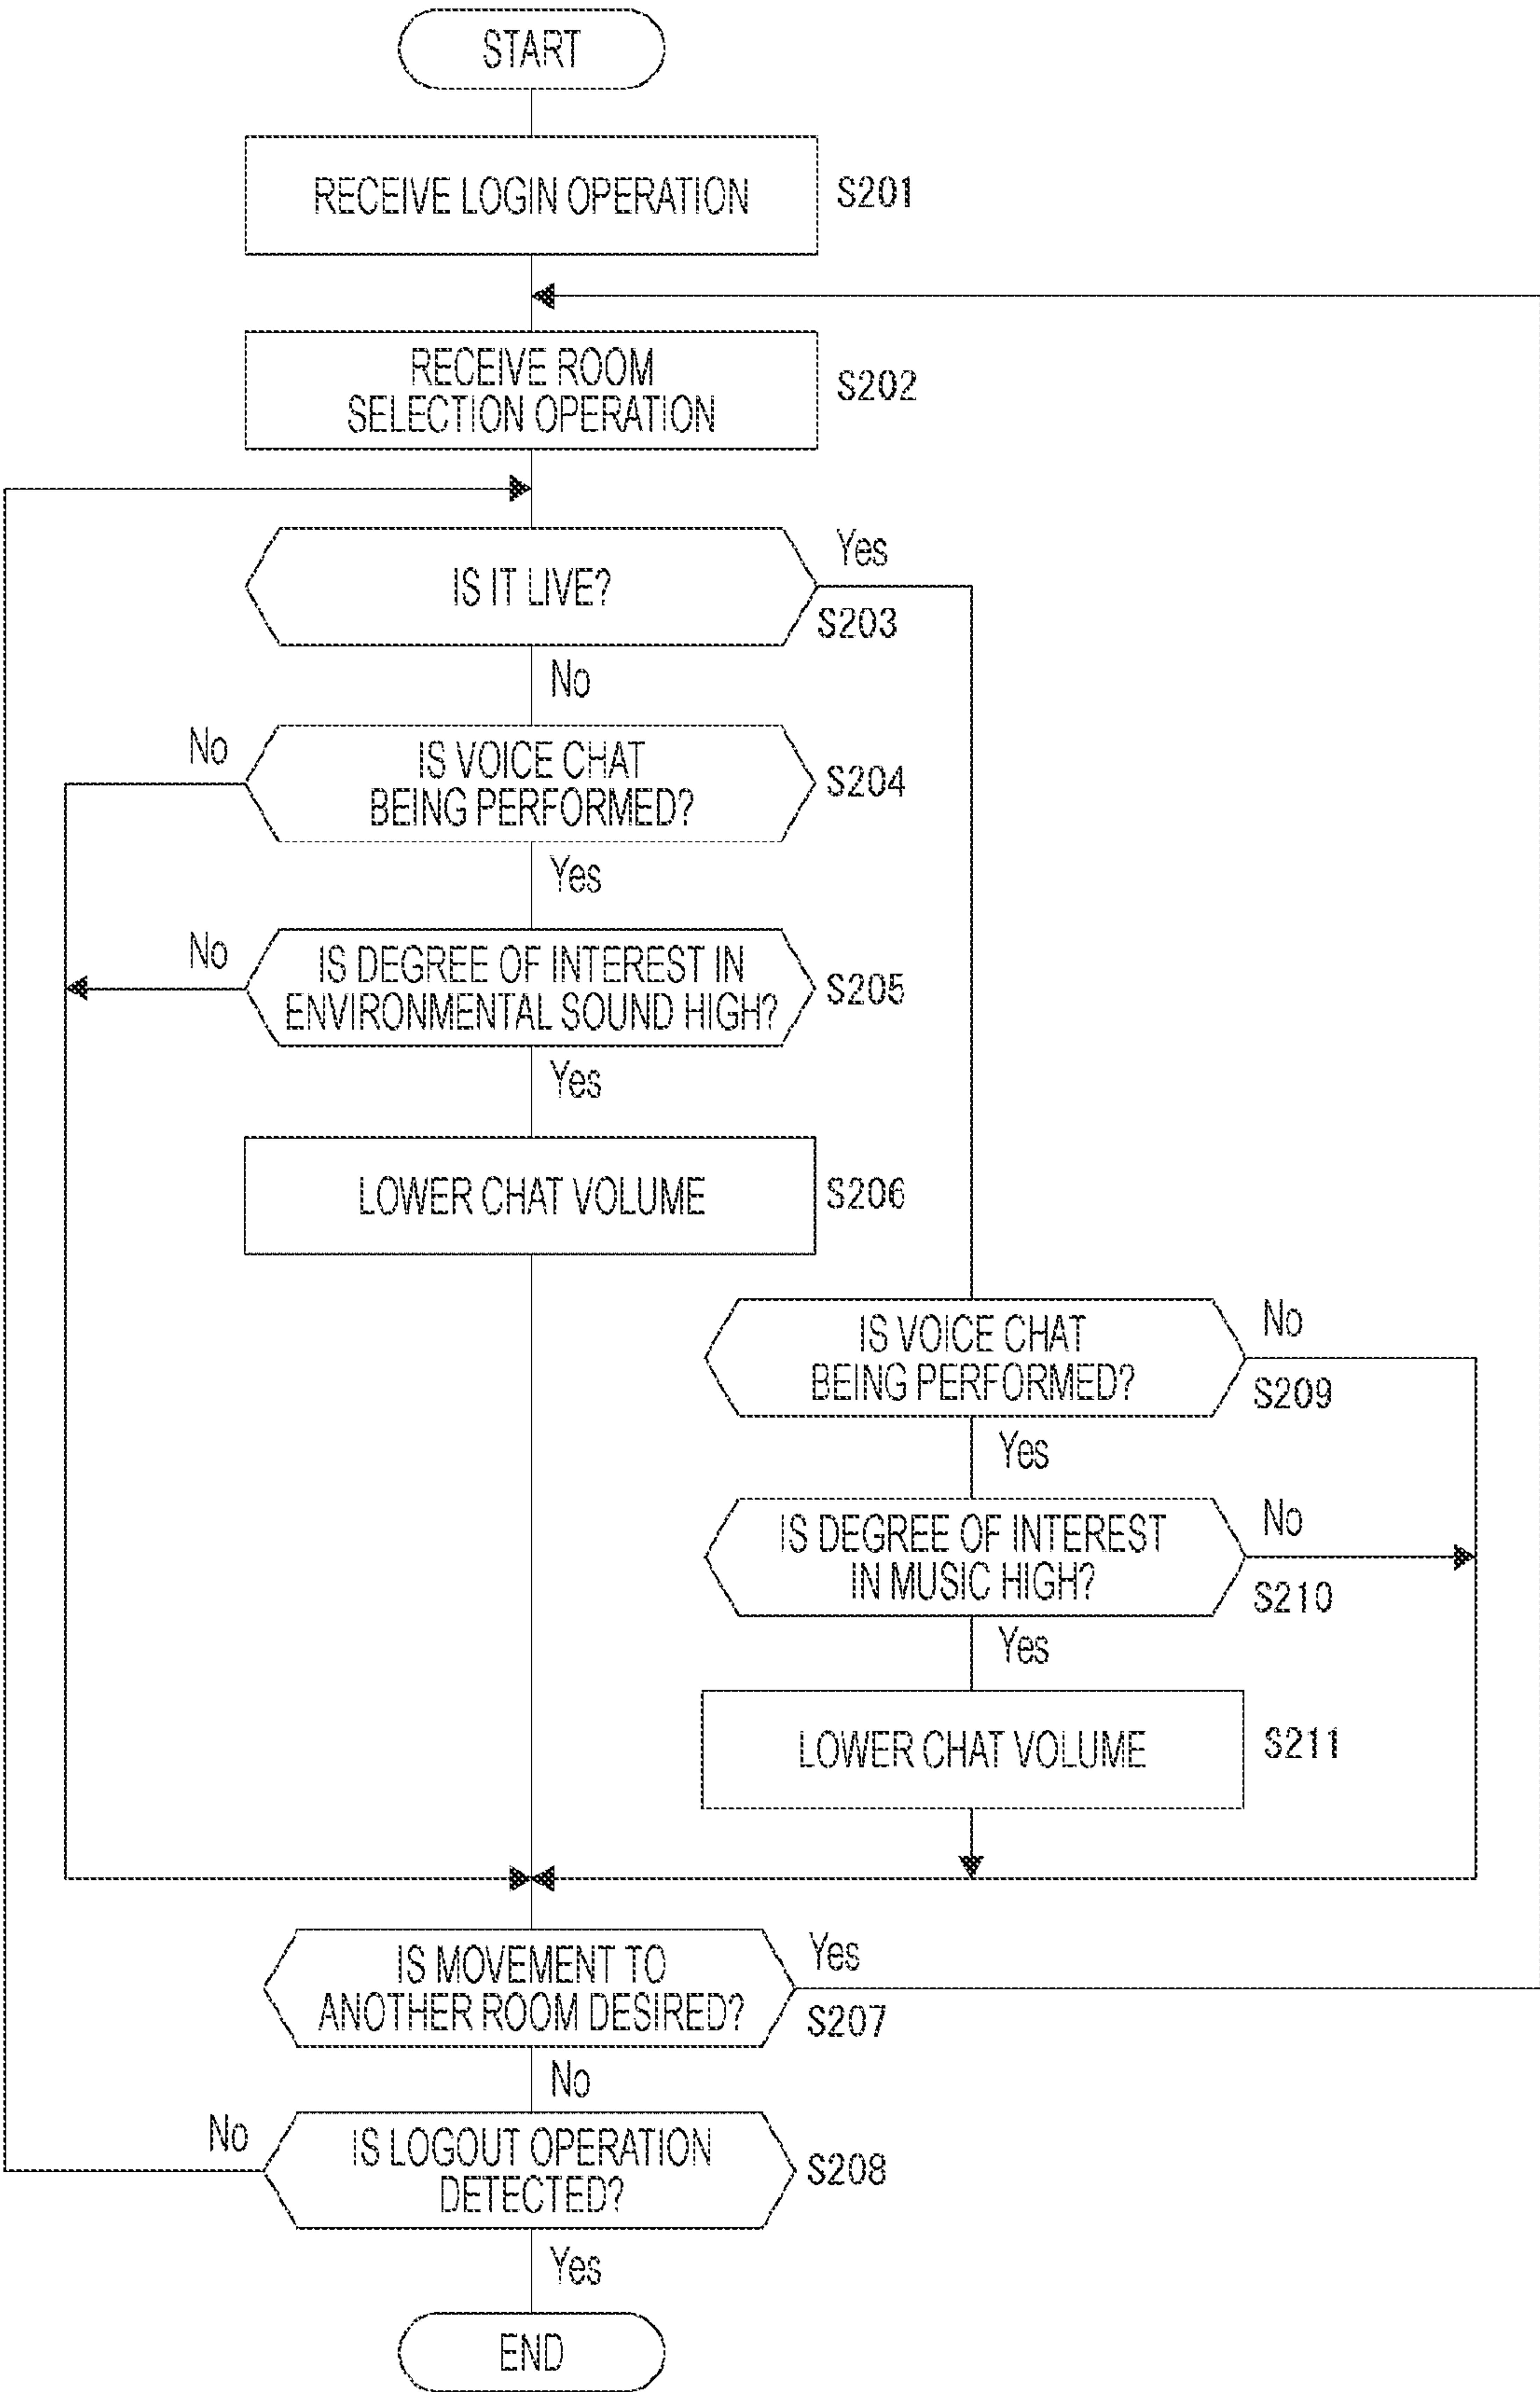 START
RECEIVE LOGIN OPERATION
S201
RECEIVE ROOM
SELECTION OPERATION
S202
Yes
IS IT LIVE?
S203
No
No
IS VOICE CHAT
BEING PERFORMED?
S204
Yes
No
IS DEGREE OF INTEREST IN
ENVIRONMENTAL SOUND HIGH?
S205
Yes
LOWER CHAT VOLUME
S206
IS VOICE CHAT
BEING PERFORMED?
No
S209
Yes
IS DEGREE OF INTEREST
IN MUSIC HIGH?
No
S210
Yes
LOWER CHAT VOLUME
S211
IS MOVEMENT TO
ANOTHER ROOM DESIRED?
Yes
S207
No
No
IS LOGOUT OPERATION
DETECTED?
S208
Yes
END